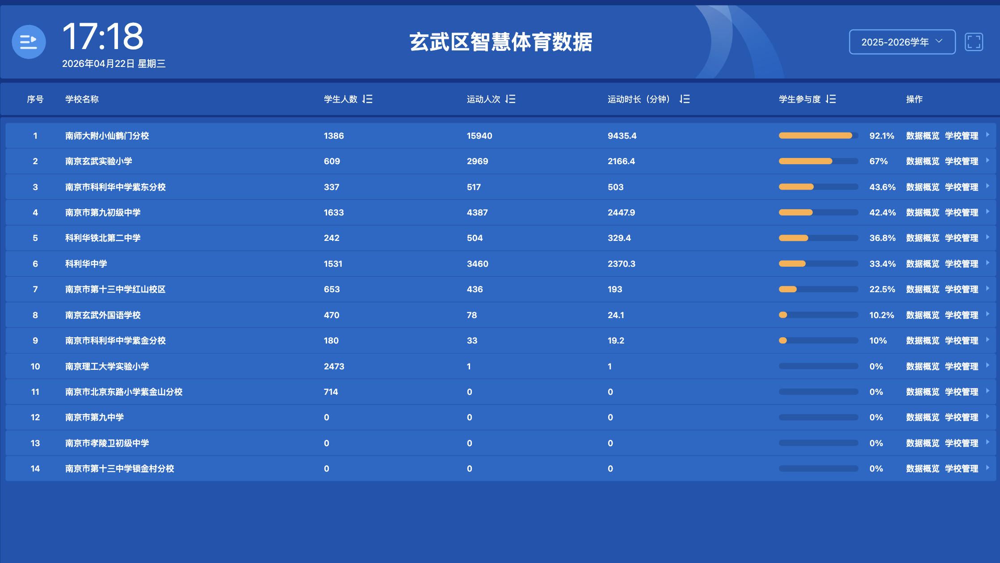 17:18
2026年04月22日 星期三
玄武区智慧体育数据
2025-2026学年
序号 学校名称 学生人数 运动人次 运动时长（分钟） 学生参与度 操作
1 南师大附小仙鹤门分校 1386 15940 9435.4 92.1% 数据概览 学校管理
2 南京玄武实验小学 609 2969 2166.4 67% 数据概览 学校管理
3 南京市科利华中学紫东分校 337 517 503 43.6% 数据概览 学校管理
4 南京市第九初级中学 1633 4387 2447.9 42.4% 数据概览 学校管理
5 科利华铁北第二中学 242 504 329.4 36.8% 数据概览 学校管理
6 科利华中学 1531 3460 2370.3 33.4% 数据概览 学校管理
7 南京市第十三中学红山校区 653 436 193 22.5% 数据概览 学校管理
8 南京玄武外国语学校 470 78 24.1 10.2% 数据概览 学校管理
9 南京市科利华中学紫金分校 180 33 19.2 10% 数据概览 学校管理
10 南京理工大学实验小学 2473 1 1 0% 数据概览 学校管理
11 南京市北京东路小学紫金山分校 714 0 0 0% 数据概览 学校管理
12 南京市第九中学 0 0 0 0% 数据概览 学校管理
13 南京市孝陵卫初级中学 0 0 0 0% 数据概览 学校管理
14 南京市第十三中学锁金村分校 0 0 0 0% 数据概览 学校管理